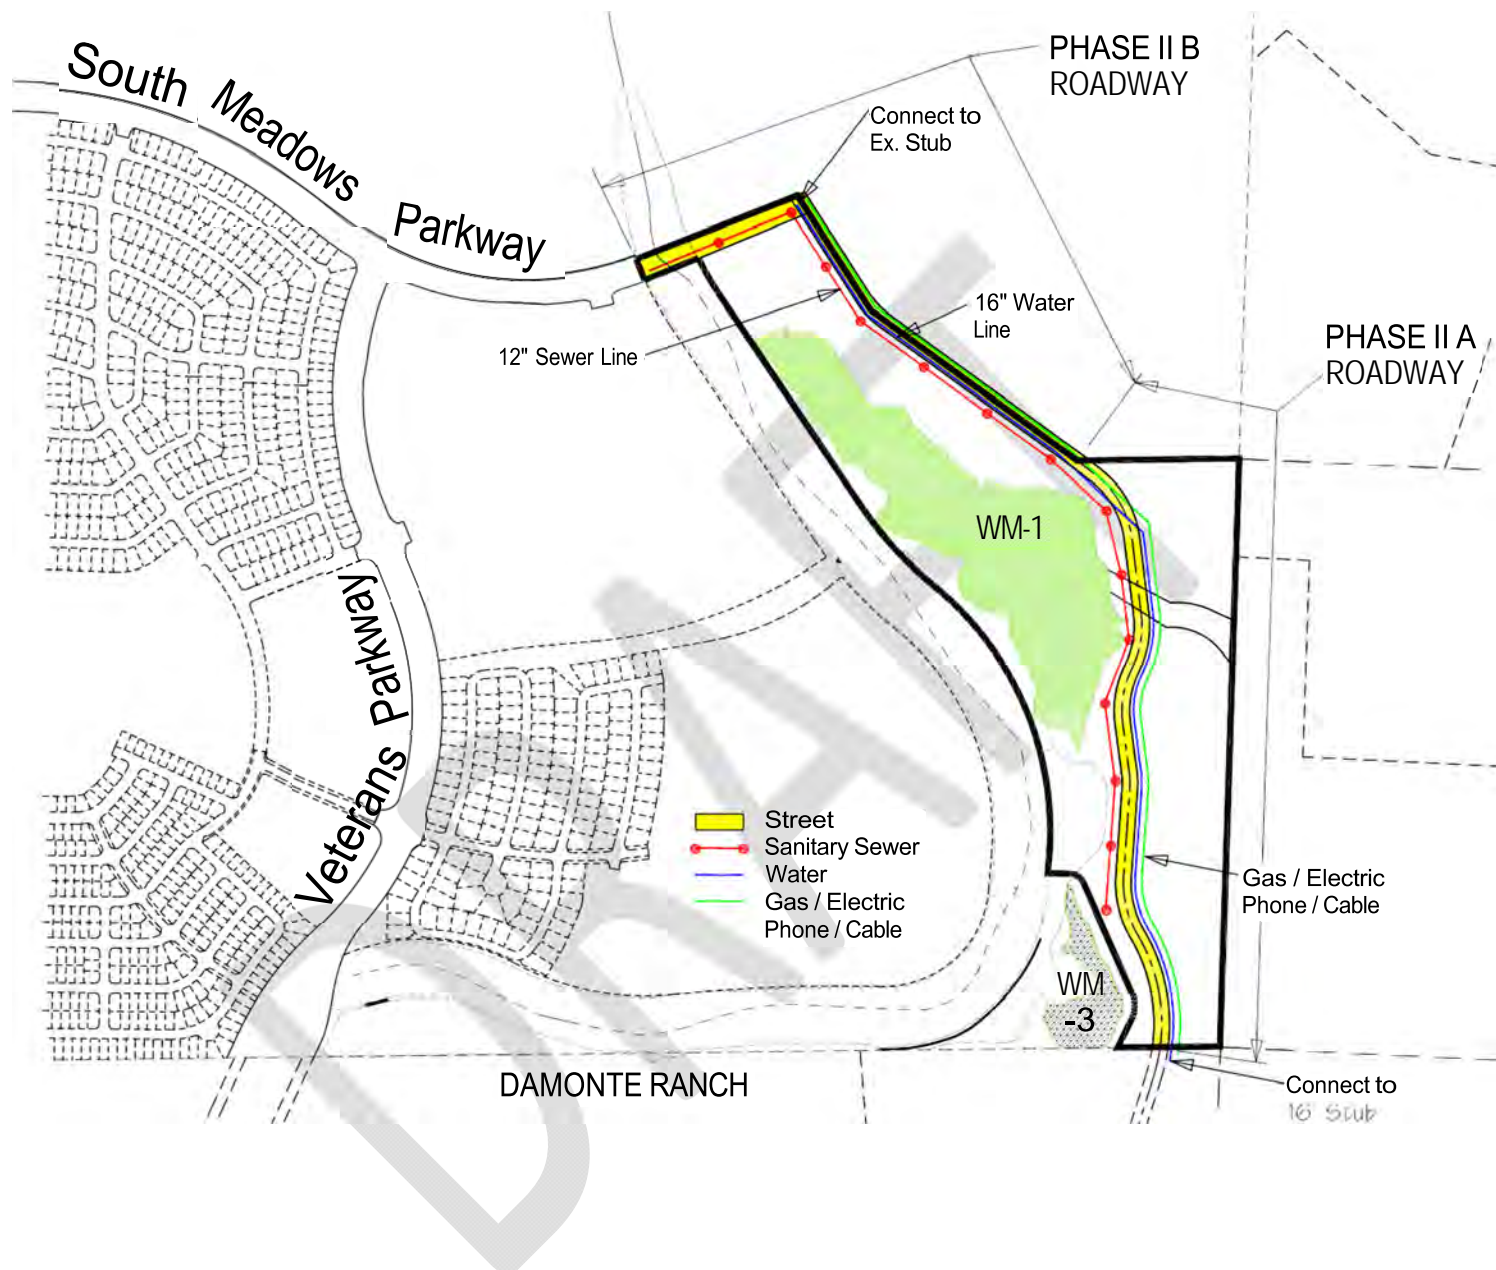 South Meadows Parkway
PHASE II B
ROADWAY
Connect to
Ex. Stub
16" Water
Line
12" Sewer Line
PHASE II A
ROADWAY
WM-1
Veterans Parkway
Street
Sanitary Sewer
Water
Gas / Electric
Phone / Cable
Gas / Electric
Phone / Cable
WM
-3
DAMONTE RANCH
Connect to
16" Stub
DRAFT